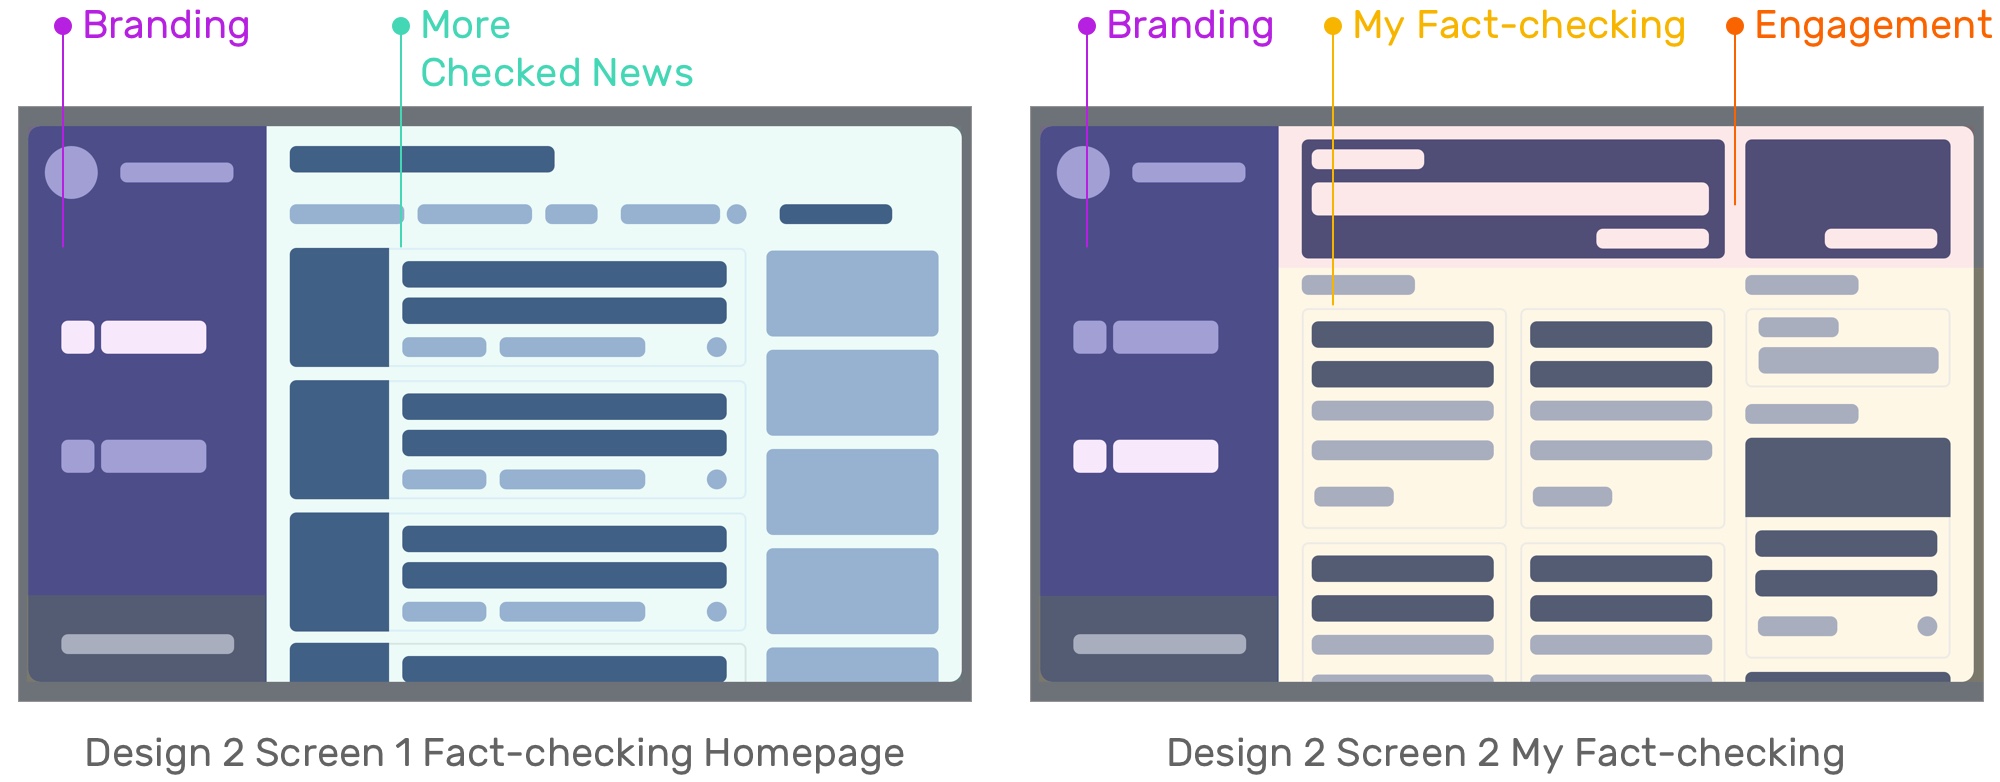 Branding
More
Checked News
Branding
My Fact-checking
Engagement
Design 2 Screen 1 Fact-checking Homepage
Design 2 Screen 2 My Fact-checking